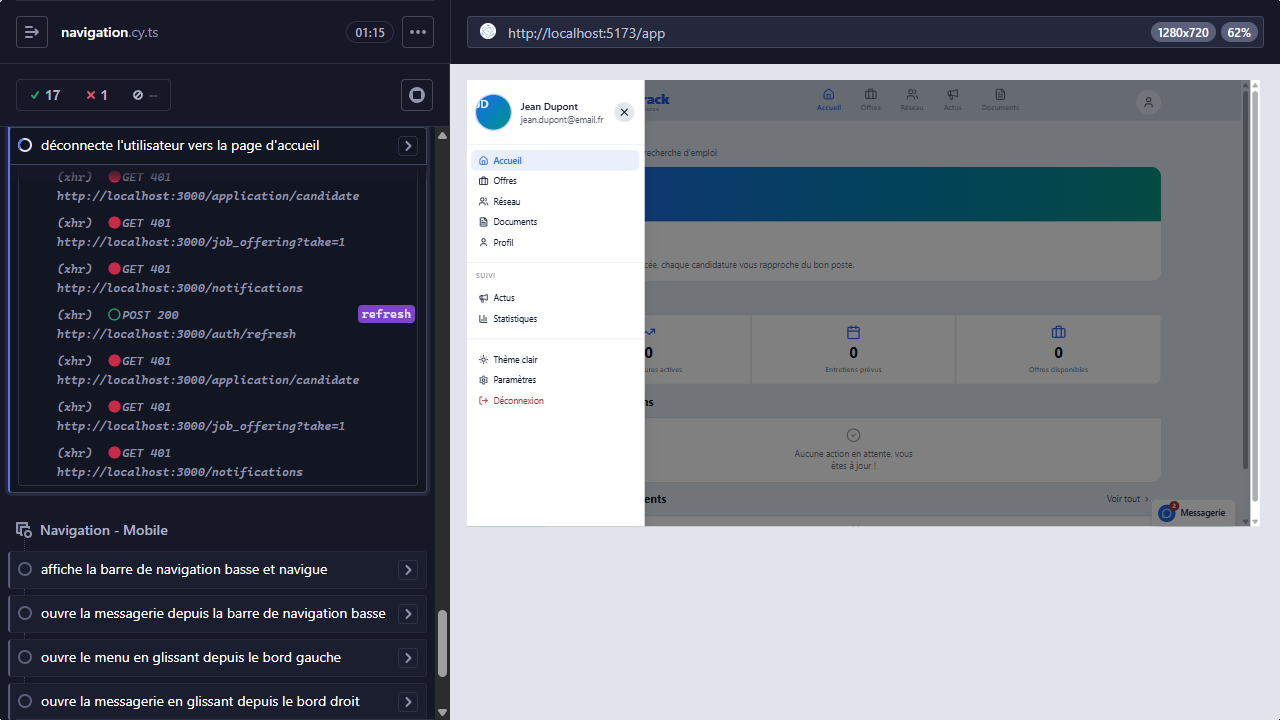 navigation.cy.ts
01:15
17
1
--
déconnecte l'utilisateur vers la page d'accueil
(xhr) GET 401
http://localhost:3000/application/candidate
(xhr) GET 401
http://localhost:3000/job_offering?take=1
(xhr) GET 401
http://localhost:3000/notifications
(xhr) POST 200 refresh
http://localhost:3000/auth/refresh
(xhr) GET 401
http://localhost:3000/application/candidate
(xhr) GET 401
http://localhost:3000/job_offering?take=1
(xhr) GET 401
http://localhost:3000/notifications
Navigation - Mobile
affiche la barre de navigation basse et navigue
ouvre la messagerie depuis la barre de navigation basse
ouvre le menu en glissant depuis le bord gauche
ouvre la messagerie en glissant depuis le bord droit
http://localhost:5173/app
1280x720
62%
JD
Jean Dupont
jean.dupont@email.fr
Accueil
Offres
Réseau
Documents
Profil
SUIVI
Actus
Statistiques
Thème clair
Paramètres
Déconnexion
rack
Accueil
Offres
Réseau
Actus
Documents
recherche d'emploi
cée, chaque candidature vous rapproche du bon poste.
0
ures actives
0
Entretiens prévus
0
Offres disponibles
ns
Aucune action en attente, vous
êtes à jour !
ents
Voir tout
2
Messagerie